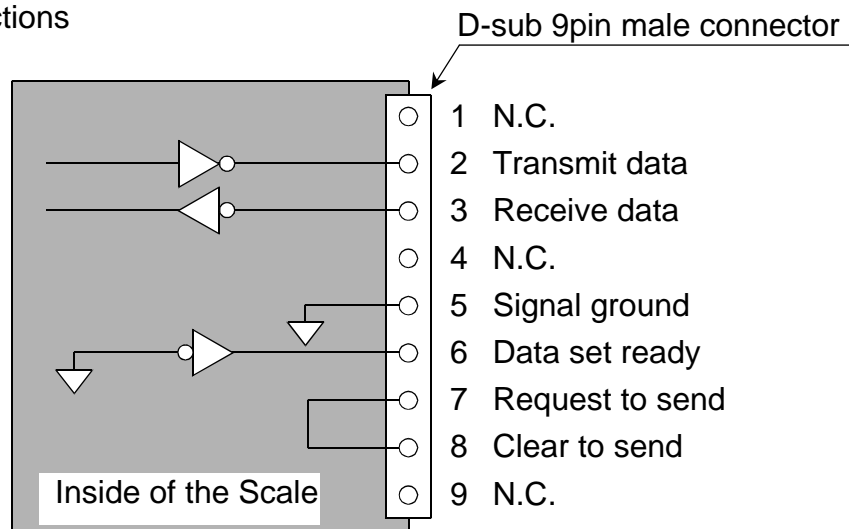 ctions
D-sub 9pin male connector
1 N.C.
2 Transmit data
3 Receive data
4 N.C.
5 Signal ground
6 Data set ready
7 Request to send
8 Clear to send
9 N.C.
Inside of the Scale